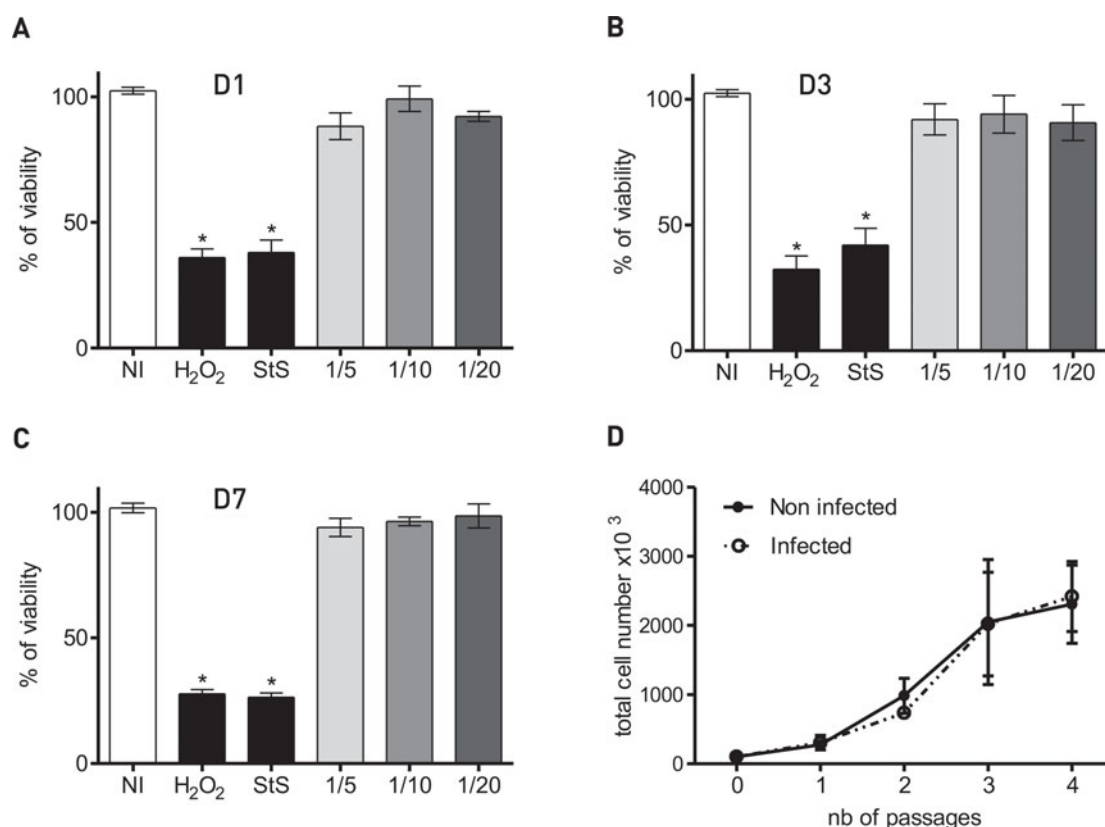 A
D1
% of viability
100
50
0
*
*
NI H₂O₂ StS 1/5 1/10 1/20
B
D3
% of viability
100
50
0
*
*
NI H₂O₂ StS 1/5 1/10 1/20
C
D7
% of viability
100
50
0
*
*
NI H₂O₂ StS 1/5 1/10 1/20
D
total cell number x10³
4000
3000
2000
1000
0
Non infected
Infected
0 1 2 3 4
nb of passages